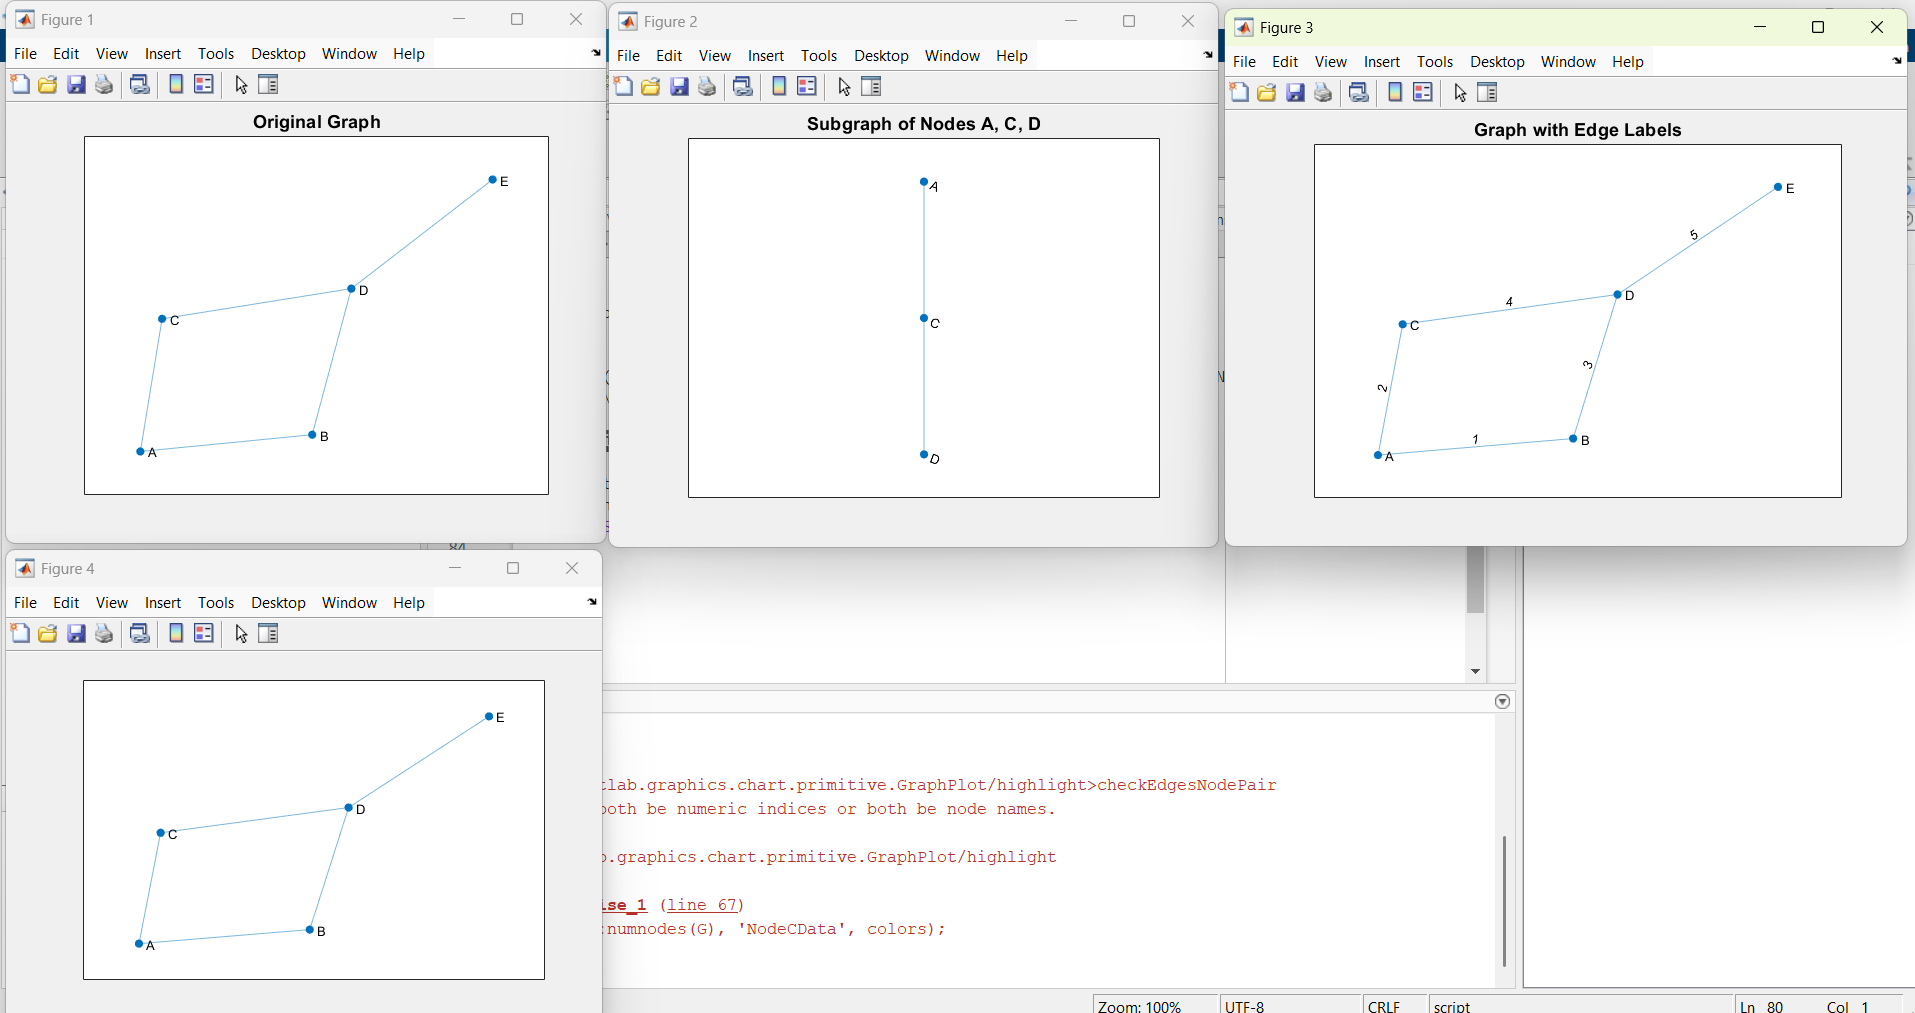 Figure 1
File Edit View Insert Tools Desktop Window Help
Original Graph
E
D
C
B
A
Figure 2
File Edit View Insert Tools Desktop Window Help
Subgraph of Nodes A, C, D
A
C
D
Figure 3
File Edit View Insert Tools Desktop Window Help
Graph with Edge Labels
E
5
D
4
C
3
2
1
B
A
84
Figure 4
File Edit View Insert Tools Desktop Window Help
E
D
C
B
A
tlab.graphics.chart.primitive.GraphPlot/highlight>checkEdgesNodePair
both be numeric indices or both be node names.
b.graphics.chart.primitive.GraphPlot/highlight
ise_1 (line 67)
:numnodes(G), 'NodeCData', colors);
Zoom: 100% UTF-8 CRLF script Ln 80 Col 1